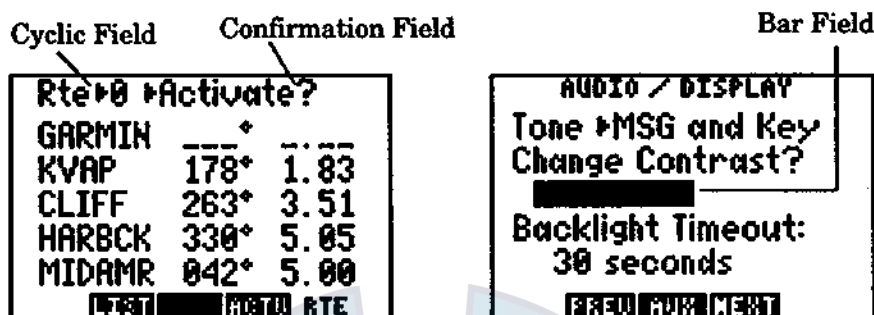 Cyclic Field Confirmation Field
Rte▸0 ▸Activate?
GARMIN ___° _.__
KVAP 178° 1.83
CLIFF 263° 3.51
HARBCK 330° 5.05
MIDAMR 042° 5.00
LIST ACTV RTE
Bar Field
AUDIO / DISPLAY
Tone ▸MSG and Key
Change Contrast?
Backlight Timeout:
30 seconds
PREV AUX NEXT